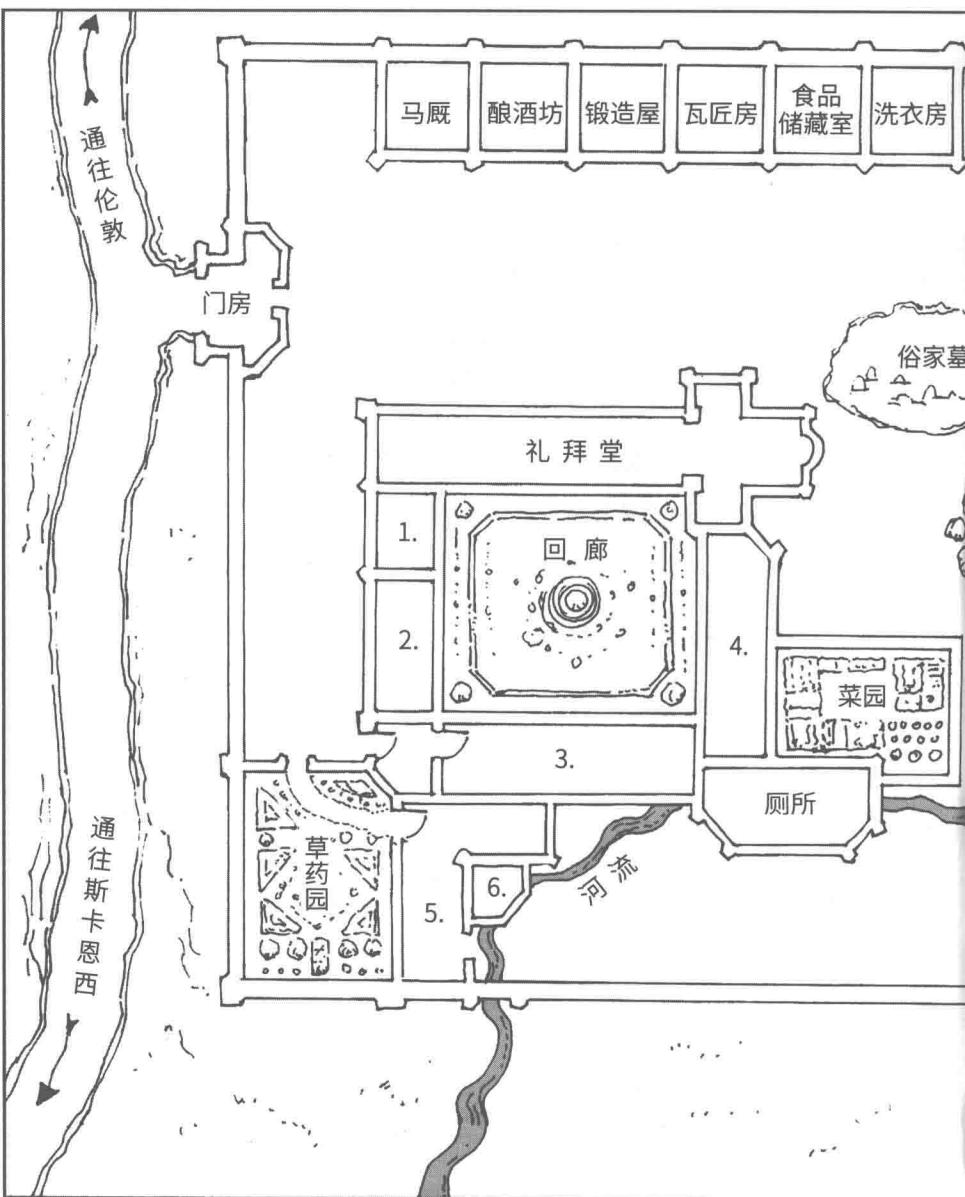 马厩
酿酒坊
锻造屋
瓦匠房
食品
储藏室
洗衣房
通往伦敦
门房
俗家墓
礼拜堂
1.
回廊
2.
4.
菜园
3.
厕所
通往斯卡恩西
草药园
6.
5.
河流